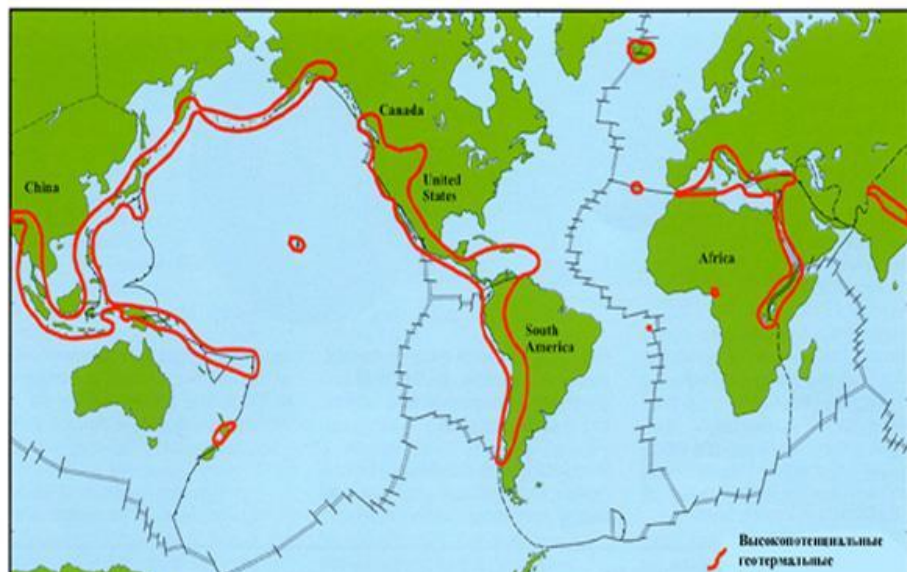 Canada
China
United
States
Africa
South
America
Высокопотенциальные
геотермальные